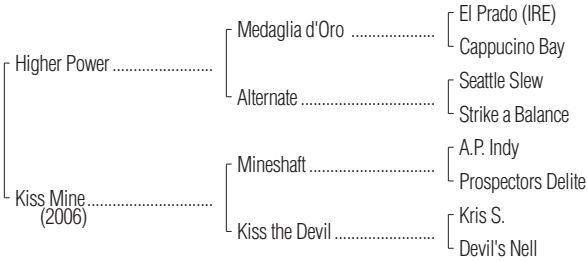 El Prado (IRE)
Medaglia d'Oro ....................
Cappucino Bay
Higher Power ........................
Seattle Slew
Alternate ................................
Strike a Balance
A.P. Indy
Mineshaft ..............................
Prospectors Delite
Kiss Mine ..............................
(2006)
Kris S.
Kiss the Devil ........................
Devil's Nell